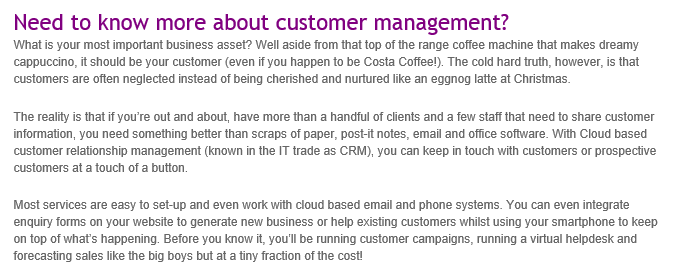 Need to know more about customer management?
What is your most important business asset? Well aside from that top of the range coffee machine that makes dreamy
cappuccino, it should be your customer (even if you happen to be Costa Coffee!). The cold hard truth, however, is that
customers are often neglected instead of being cherished and nurtured like an eggnog latte at Christmas.
The reality is that if you're out and about, have more than a handful of clients and a few staff that need to share customer
information, you need something better than scraps of paper, post-it notes, email and office software. With Cloud based
customer relationship management (known in the IT trade as CRM), you can keep in touch with customers or prospective
customers at a touch of a button.
Most services are easy to set-up and even work with cloud based email and phone systems. You can even integrate
enquiry forms on your website to generate new business or help existing customers whilst using your smartphone to keep
on top of what's happening. Before you know it, you'll be running customer campaigns, running a virtual helpdesk and
forecasting sales like the big boys but at a tiny fraction of the cost!